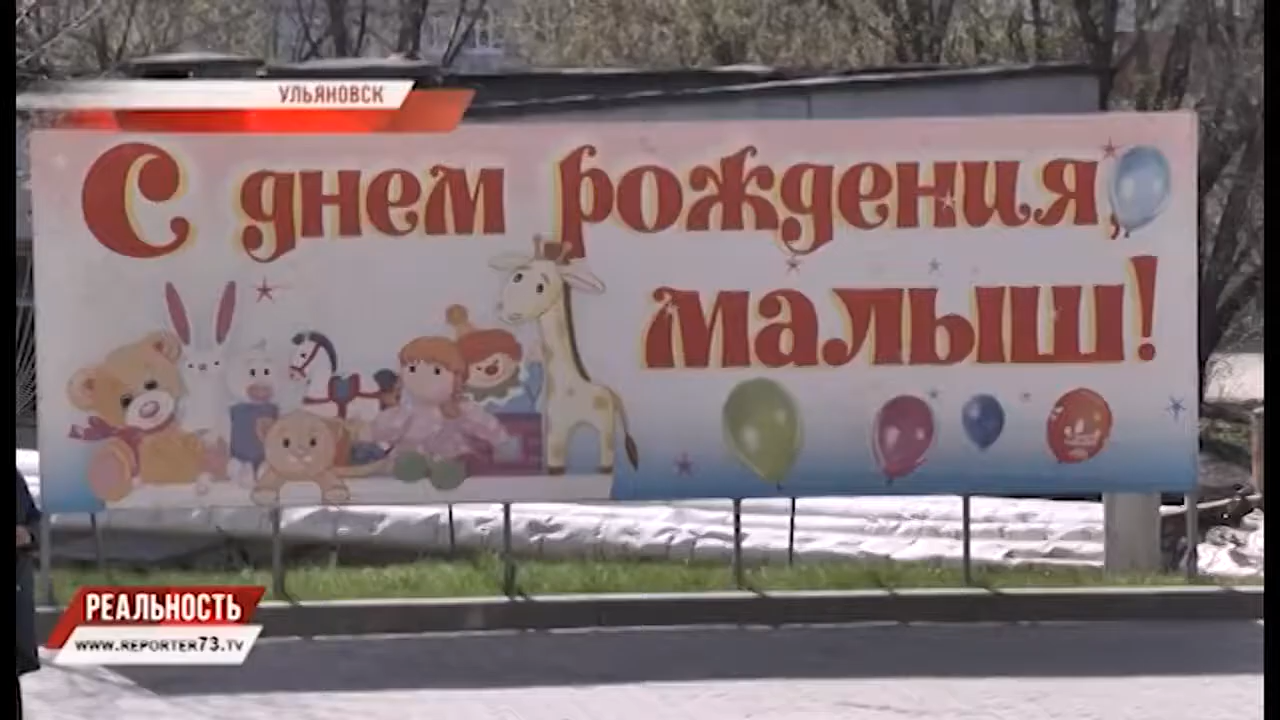 УЛЬЯНОВСК
С днем рождения,
малыш!
РЕАЛЬНОСТЬ
WWW.REPORTER73.TV